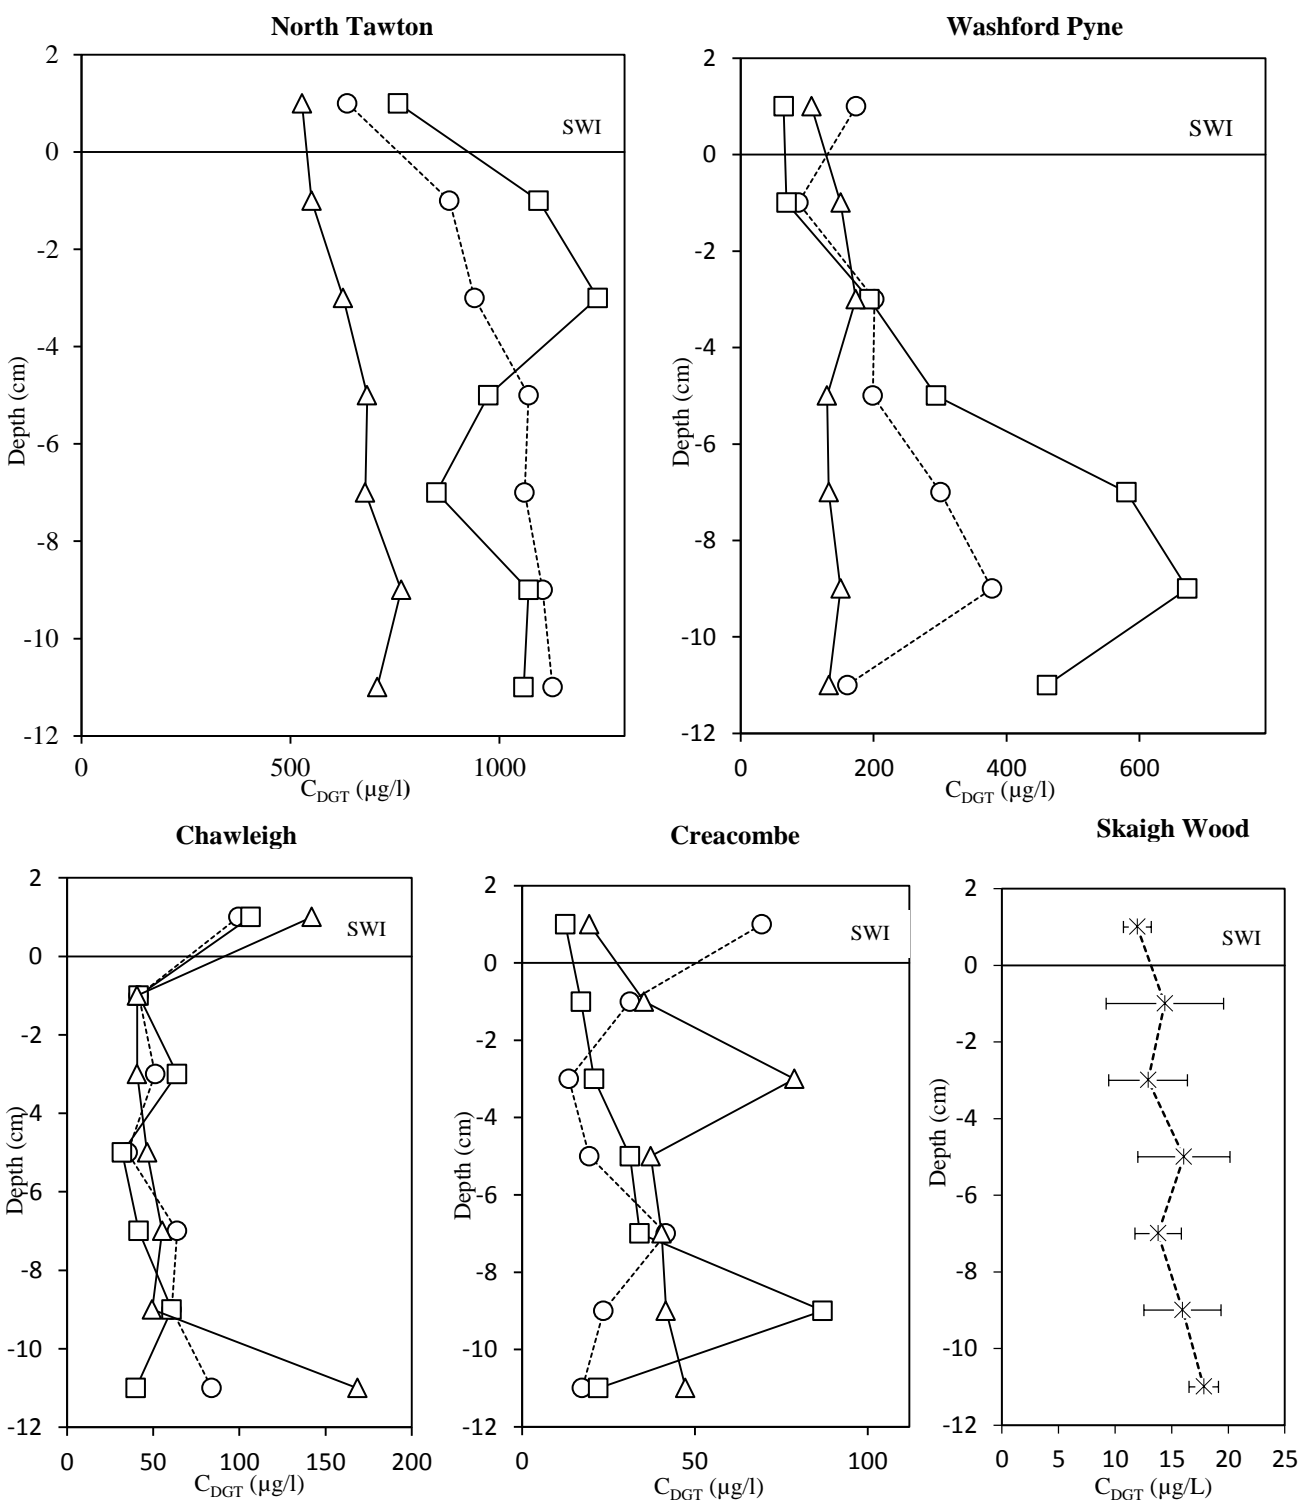 North Tawton
2
0
-2
-4
-6
-8
-10
-12
Depth (cm)
SWI
0 500 1000
CDGT (µg/l)
Washford Pyne
2
0
-2
-4
-6
-8
-10
-12
Depth (cm)
SWI
0 200 400 600
CDGT (µg/l)
Chawleigh
2
0
-2
-4
-6
-8
-10
-12
Depth (cm)
SWI
0 50 100 150 200
CDGT (µg/l)
Creacombe
2
0
-2
-4
-6
-8
-10
-12
Depth (cm)
SWI
0 50 100
CDGT (µg/l)
Skaigh Wood
2
0
-2
-4
-6
-8
-10
-12
Depth (cm)
SWI
0 5 10 15 20 25
CDGT (µg/L)